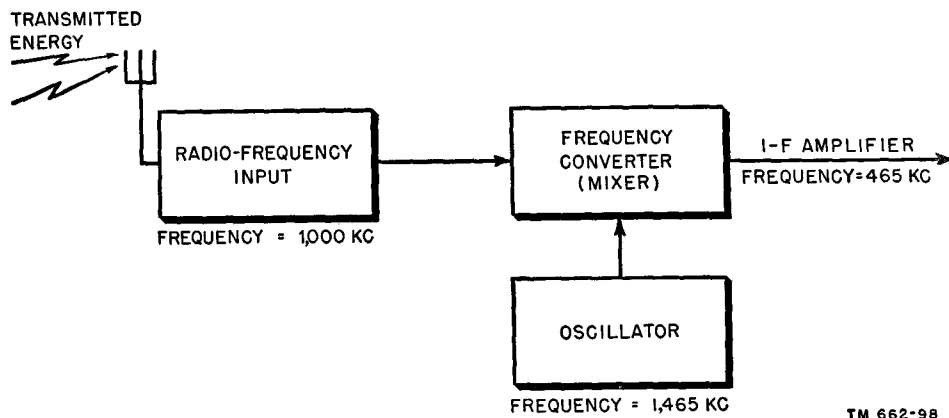 TRANSMITTED
ENERGY
RADIO-FREQUENCY
INPUT
FREQUENCY = 1,000 KC
FREQUENCY
CONVERTER
(MIXER)
I-F AMPLIFIER
FREQUENCY=465 KC
OSCILLATOR
FREQUENCY = 1,465 KC
TM 662-98